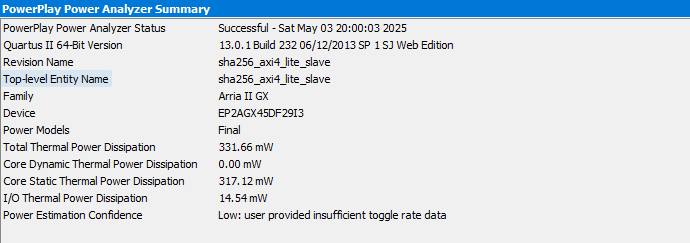 PowerPlay Power Analyzer Summary
PowerPlay Power Analyzer Status Successful - Sat May 03 20:00:03 2025
Quartus II 64-Bit Version 13.0.1 Build 232 06/12/2013 SP 1 SJ Web Edition
Revision Name sha256_axi4_lite_slave
Top-level Entity Name sha256_axi4_lite_slave
Family Arria II GX
Device EP2AGX45DF29I3
Power Models Final
Total Thermal Power Dissipation 331.66 mW
Core Dynamic Thermal Power Dissipation 0.00 mW
Core Static Thermal Power Dissipation 317.12 mW
I/O Thermal Power Dissipation 14.54 mW
Power Estimation Confidence Low: user provided insufficient toggle rate data